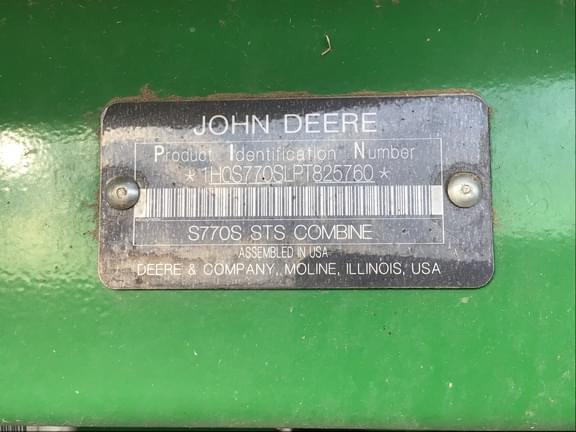 JOHN DEERE
Product Identification Number
*1H0S770SLPT825760*
S770S STS COMBINE
ASSEMBLED IN USA
DEERE & COMPANY, MOLINE, ILLINOIS, USA